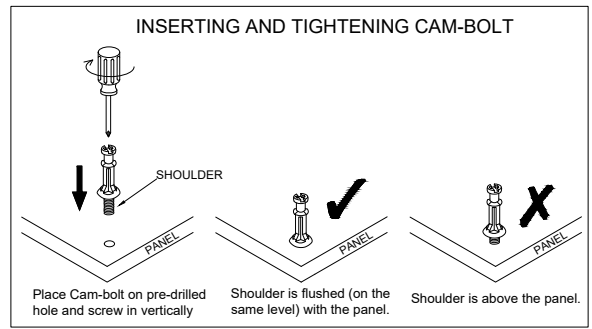 INSERTING AND TIGHTENING CAM-BOLT
SHOULDER
PANEL
Place Cam-bolt on pre-drilled
hole and screw in vertically
PANEL
Shoulder is flushed (on the
same level) with the panel.
PANEL
Shoulder is above the panel.